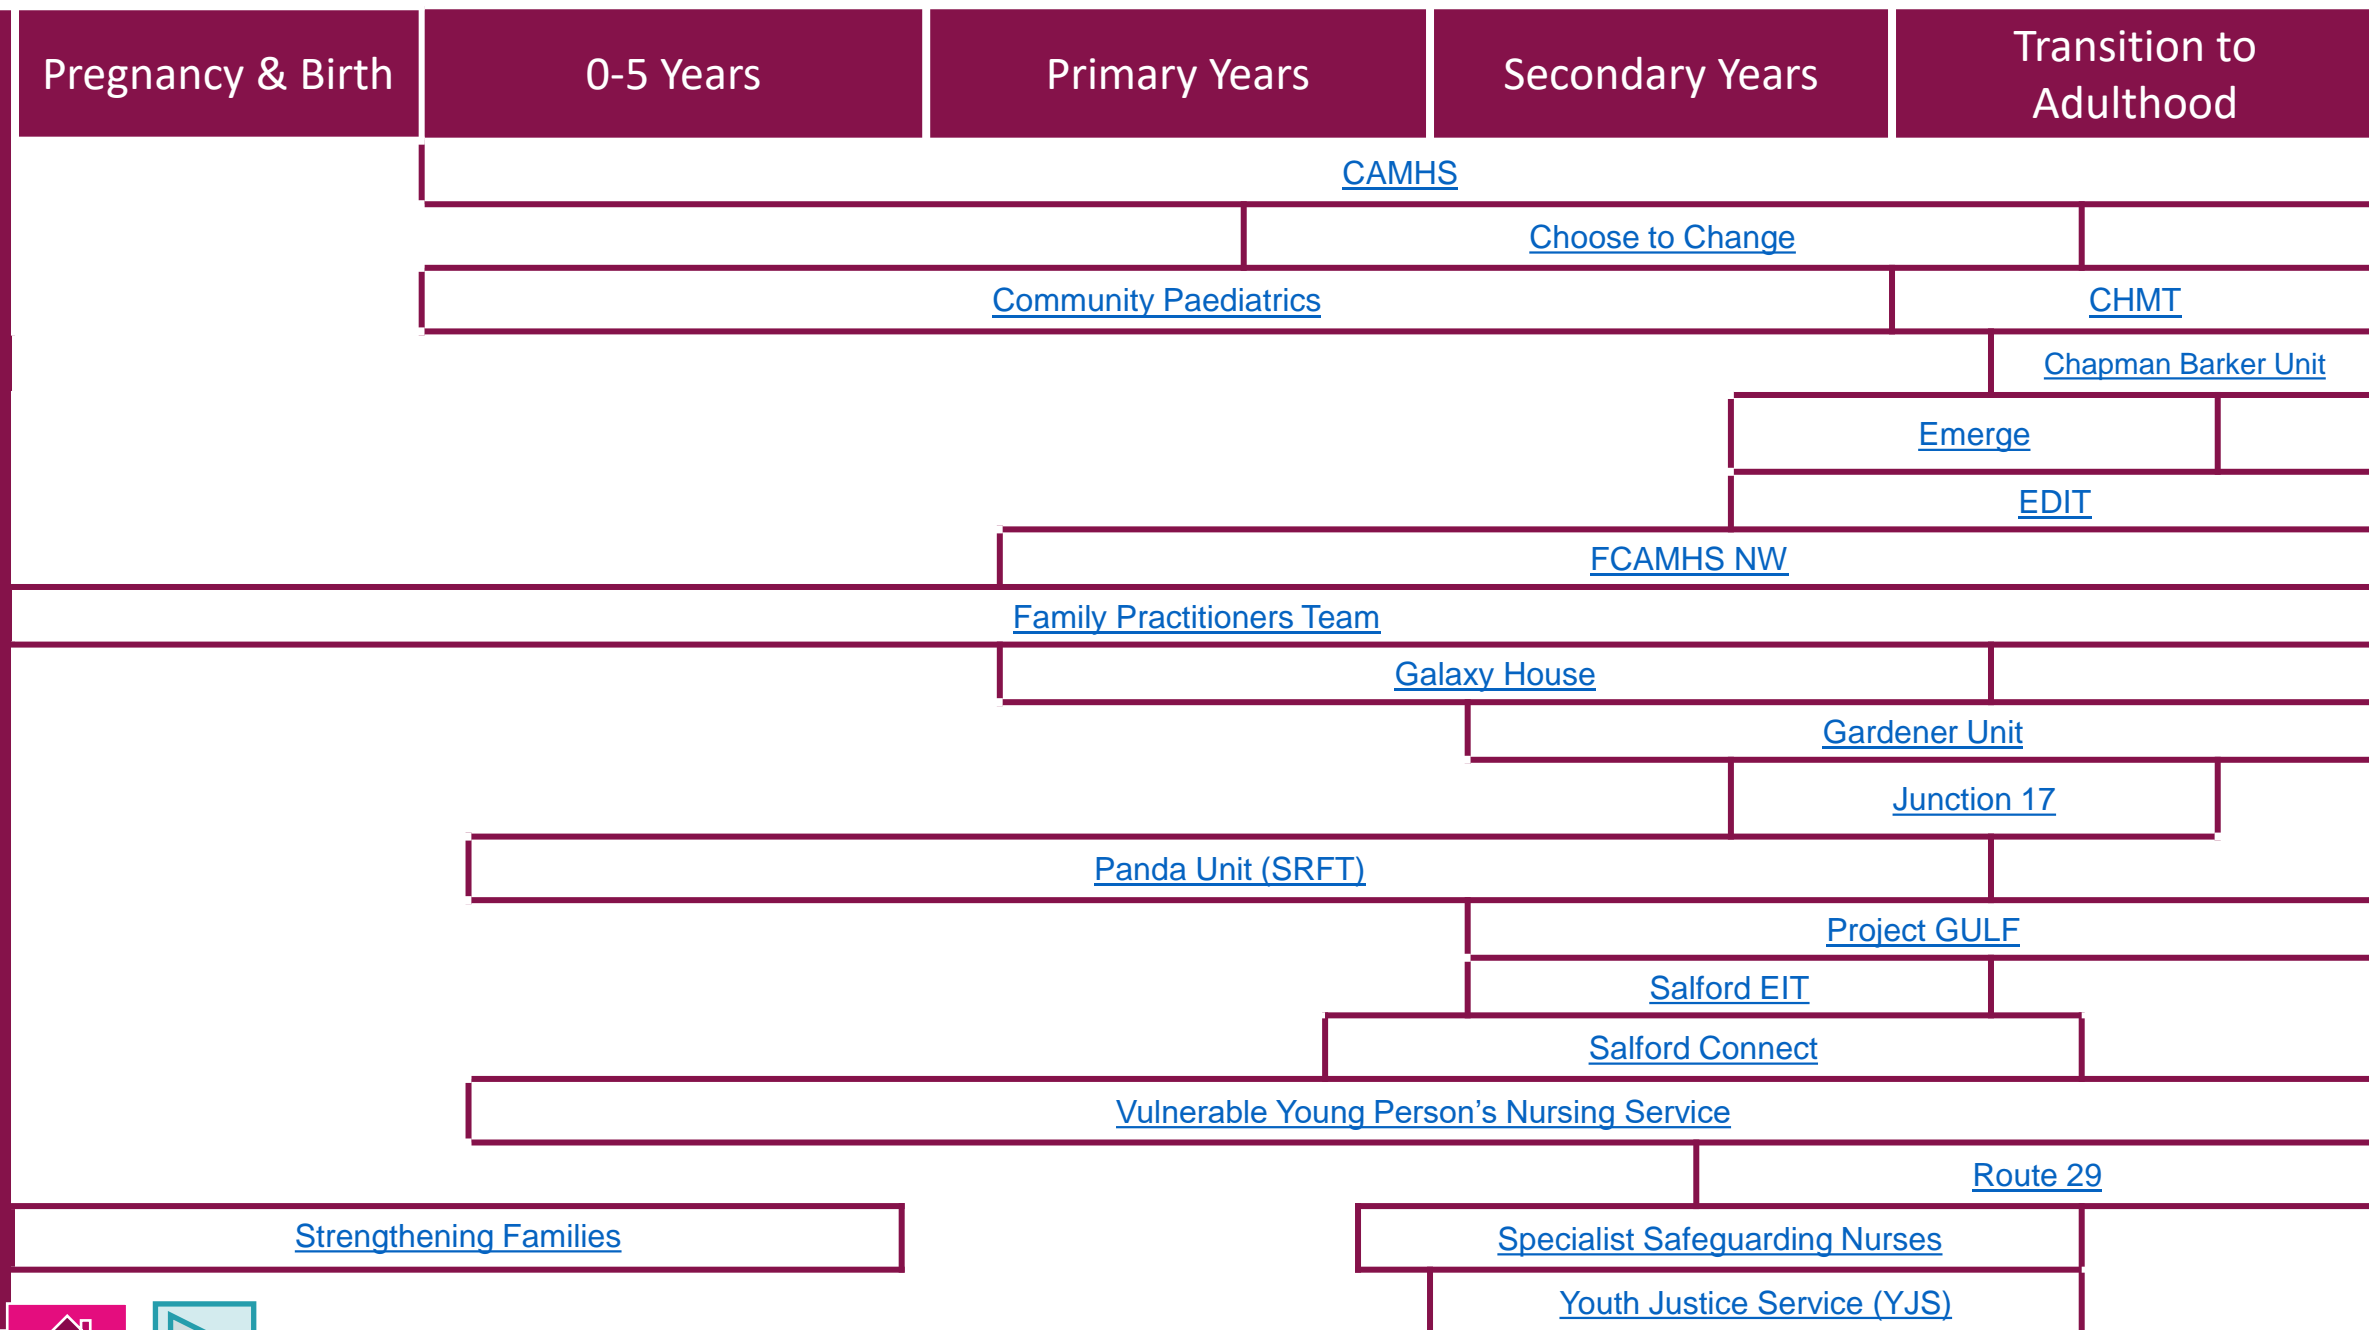 Pregnancy & Birth
0-5 Years
Primary Years
Secondary Years
Transition to
Adulthood
CAMHS
Choose to Change
Community Paediatrics
CHMT
Chapman Barker Unit
Emerge
EDIT
FCAMHS NW
Family Practitioners Team
Galaxy House
Gardener Unit
Junction 17
Panda Unit (SRFT)
Project GULF
Salford EIT
Salford Connect
Vulnerable Young Person’s Nursing Service
Route 29
Strengthening Families
Specialist Safeguarding Nurses
Youth Justice Service (YJS)